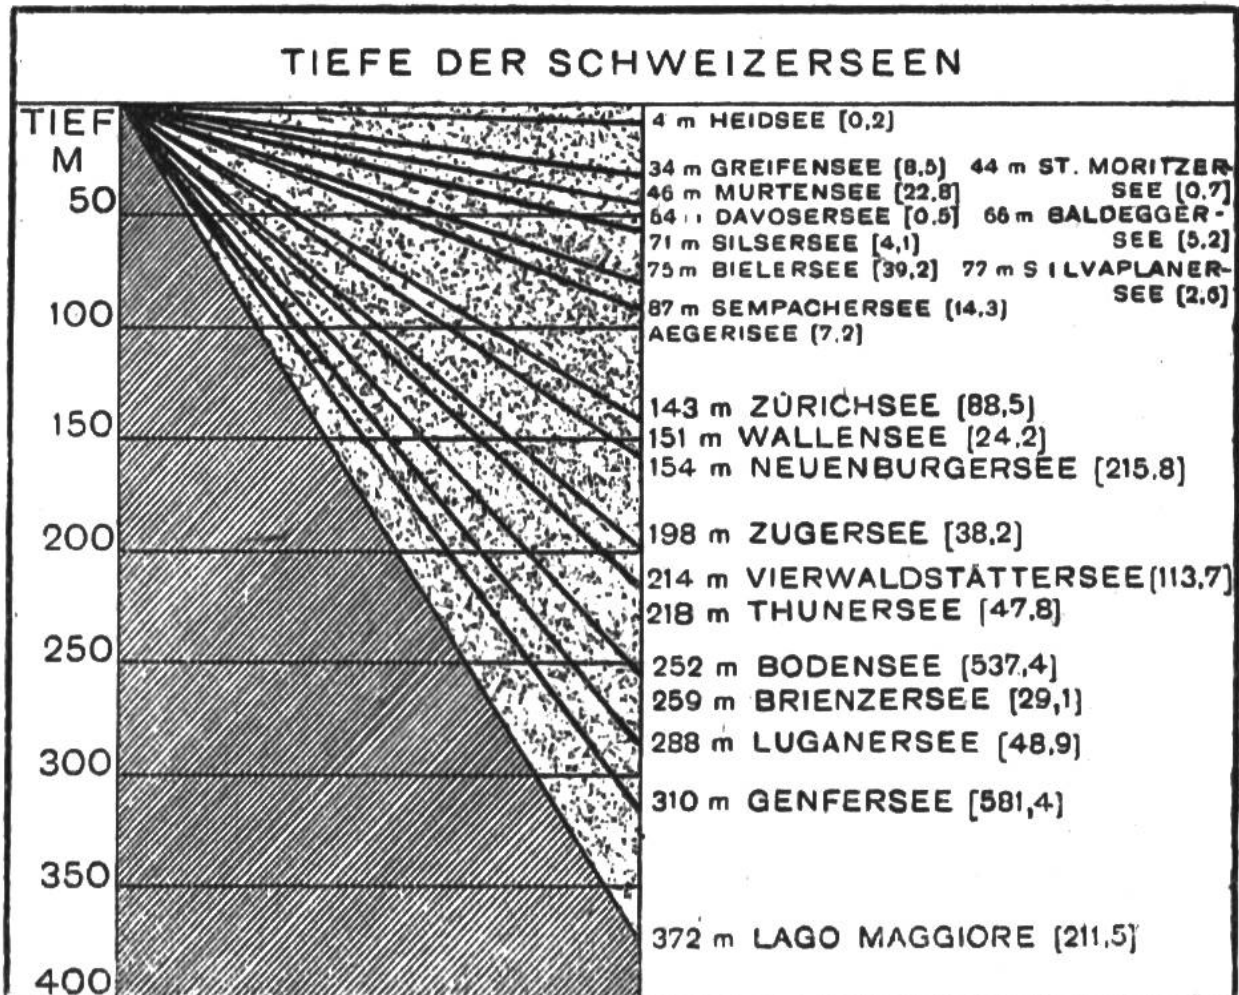 TIEFE DER SCHWEIZERSEEN
TIEF
M
50
100
150
200
250
300
350
400
4 m HEIDSEE [0,2]
34 m GREIFENSEE [8,5] 44 m ST. MORITZER-
SEE [0,7]
46 m MURTENSEE [22,8]
54 DAVOSERSEE [0,5] 66 m BALDEGGER-
SEE [5,2]
71 m SILSERSEE [4,1]
75 m BIELERSEE [39,2] 77 m SILVAPLANER-
SEE [2,6]
87 m SEMPACHERSEE [14,3]
AEGERISEE [7,2]
143 m ZÜRICHSEE [88,5]
151 m WALLENSEE [24,2]
154 m NEUENBURGERSEE [215,8]
198 m ZUGERSEE [38,2]
214 m VIERWALDSTÄTTERSEE [113,7]
218 m THUNERSEE [47,8]
252 m BODENSEE [537,4]
259 m BRIENZERSEE [29,1]
288 m LUGANERSEE [48,9]
310 m GENFERSEE [581,4]
372 m LAGO MAGGIORE [211,5]